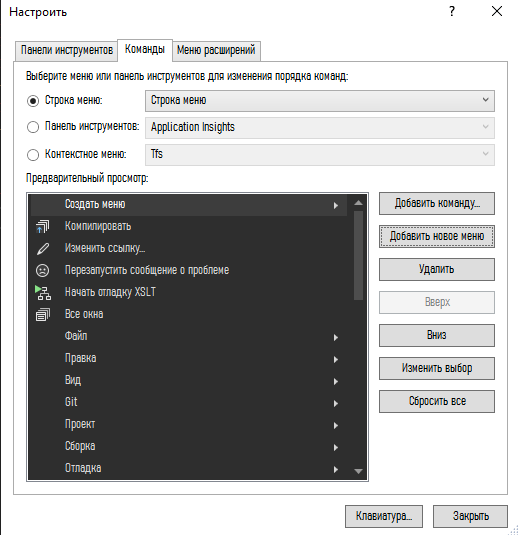 Настроить
?
Панели инструментов Команды Меню расширений
Выберите меню или панель инструментов для изменения порядка команд:
Строка меню: Строка меню
Панель инструментов: Application Insights
Контекстное меню: Tfs
Предварительный просмотр:
Создать меню
Компилировать
Изменить ссылку...
Перезапустить сообщение о проблеме
Начать отладку XSLT
Все окна
Файл
Правка
Вид
Git
Проект
Сборка
Отладка
Добавить команду...
Добавить новое меню
Удалить
Вверх
Вниз
Изменить выбор
Сбросить все
Клавиатура... Закрыть